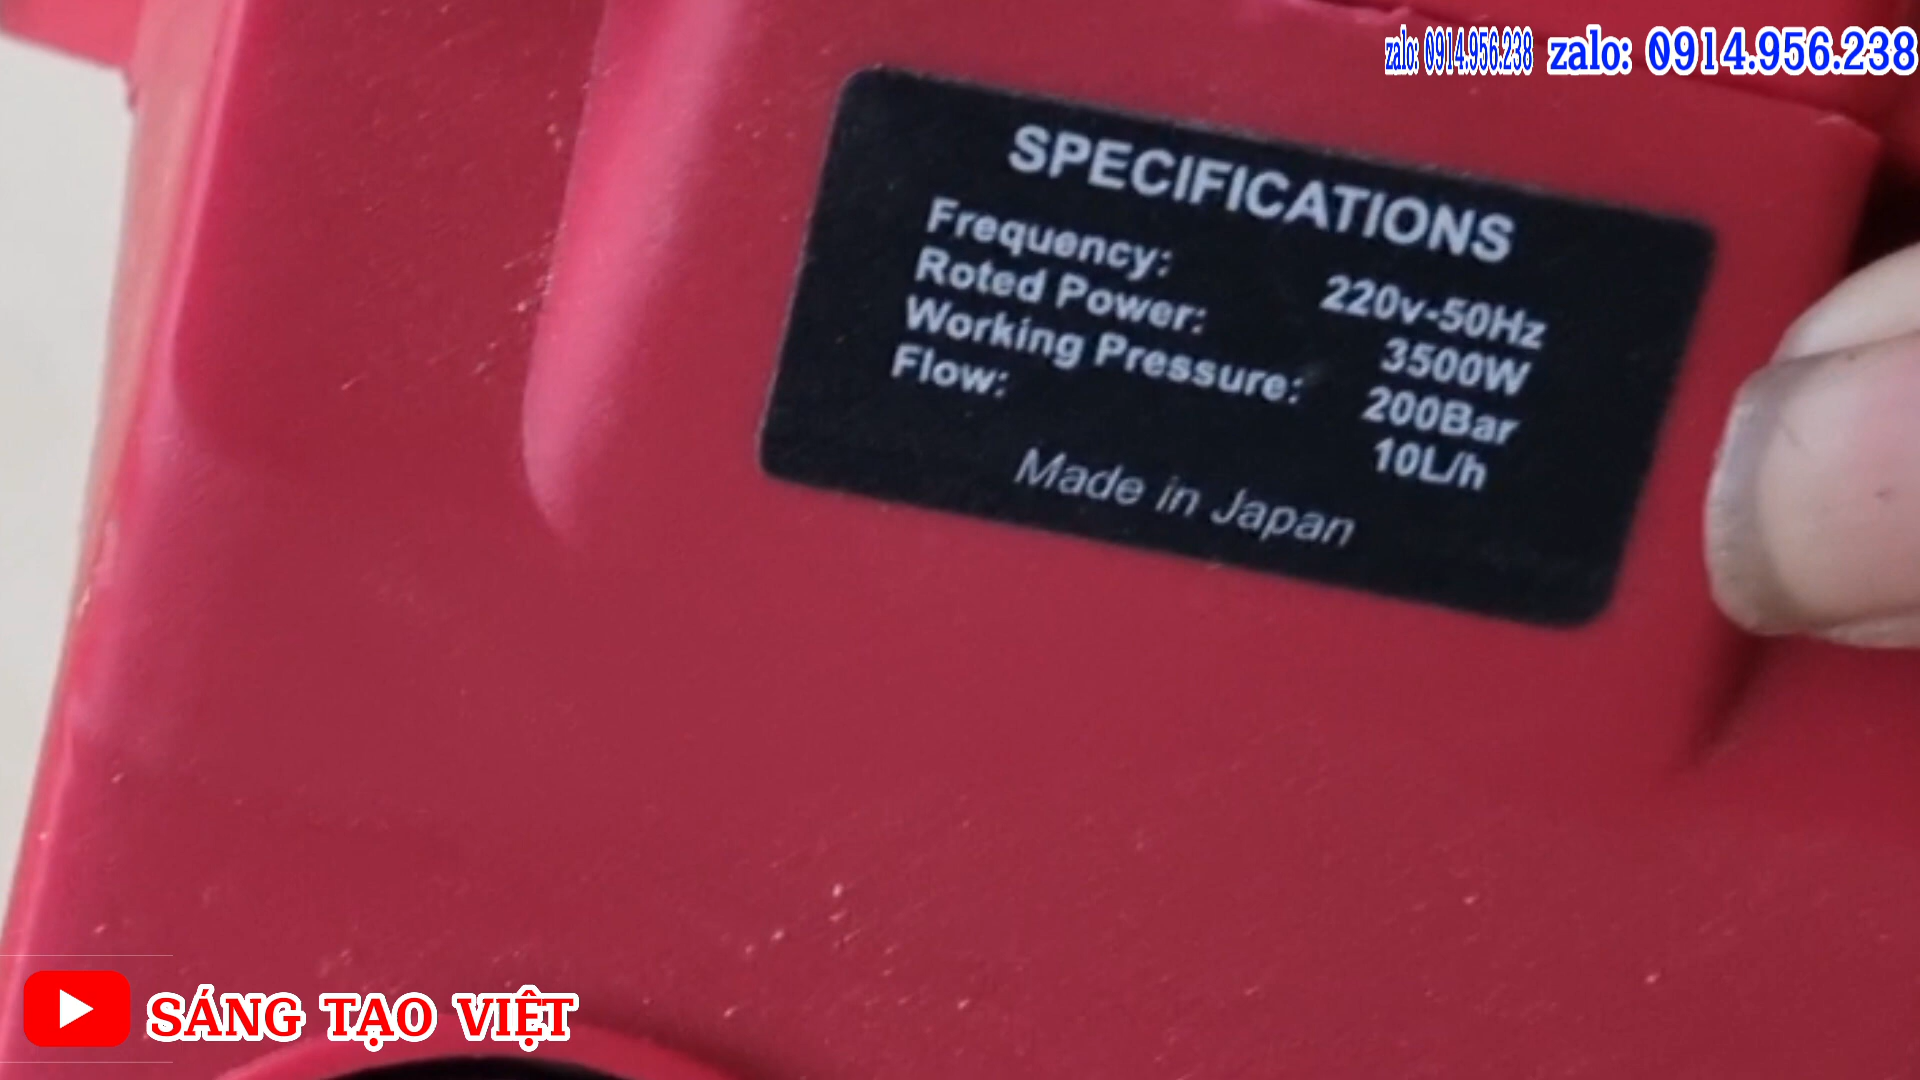 zalo: 0914.956.238 zalo: 0914.956.238
SPECIFICATIONS
Frequency: 220v-50Hz
Roted Power: 3500W
Working Pressure: 200Bar
Flow: 10L/h
Made in Japan
SÁNG TẠO VIỆT